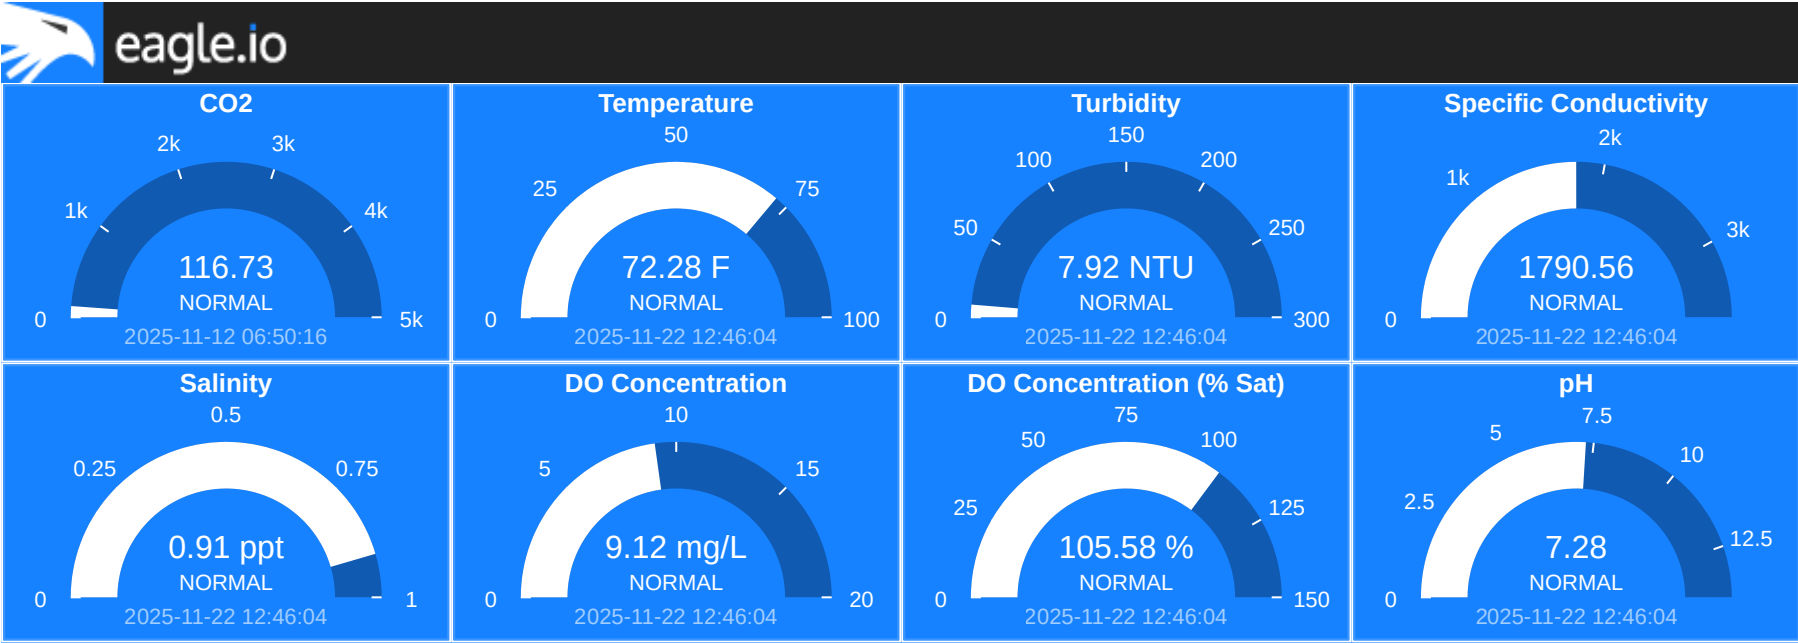 eagle.io
CO2
2k
3k
1k
4k
116.73
NORMAL
0
5k
2025-11-12 06:50:16
Temperature
50
25
75
72.28 F
NORMAL
0
100
2025-11-22 12:46:04
Turbidity
150
100
200
50
250
7.92 NTU
NORMAL
0
300
2025-11-22 12:46:04
Specific Conductivity
2k
1k
3k
1790.56
NORMAL
0
2025-11-22 12:46:04
Salinity
0.5
0.25
0.75
0.91 ppt
NORMAL
0
1
2025-11-22 12:46:04
DO Concentration
10
5
15
9.12 mg/L
NORMAL
0
20
2025-11-22 12:46:04
DO Concentration (% Sat)
75
50
100
25
125
105.58 %
NORMAL
0
150
2025-11-22 12:46:04
pH
7.5
5
10
2.5
12.5
7.28
NORMAL
0
2025-11-22 12:46:04